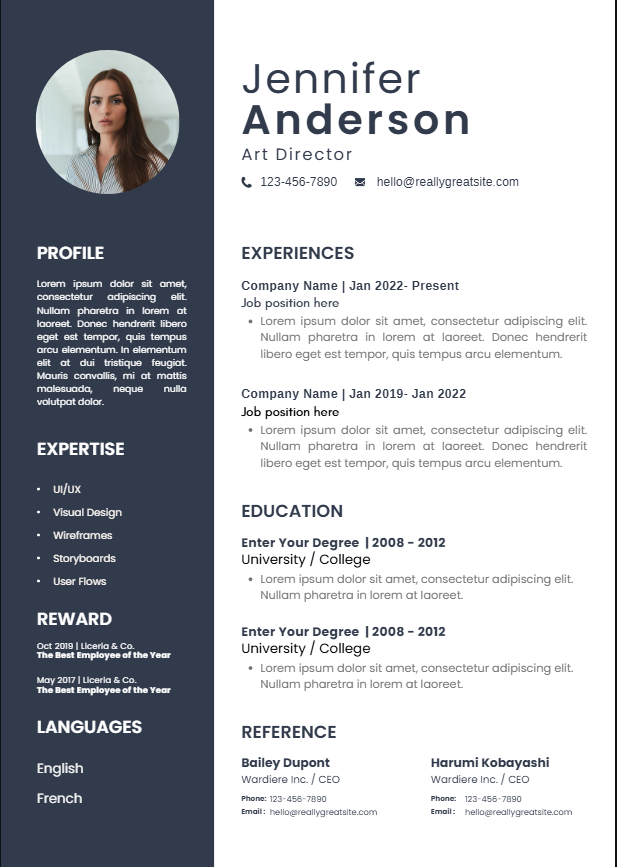 Jennifer
Anderson
Art Director
123-456-7890 hello@reallygreatsite.com
PROFILE
Lorem ipsum dolor sit amet,
consectetur adipiscing elit.
Nullam pharetra in lorem at
laoreet. Donec hendrerit libero
eget est tempor, quis tempus
arcu elementum. In elementum
elit at dui tristique feugiat.
Mauris convallis, mi at mattis
malesuada, neque nulla
volutpat dolor.
EXPERTISE
• UI/UX
• Visual Design
• Wireframes
• Storyboards
• User Flows
REWARD
Oct 2019 | Liceria & Co.
The Best Employee of the Year
May 2017 | Liceria & Co.
The Best Employee of the Year
LANGUAGES
English
French
EXPERIENCES
Company Name | Jan 2022- Present
Job position here
• Lorem ipsum dolor sit amet, consectetur adipiscing elit.
Nullam pharetra in lorem at laoreet. Donec hendrerit
libero eget est tempor, quis tempus arcu elementum.
Company Name | Jan 2019- Jan 2022
Job position here
• Lorem ipsum dolor sit amet, consectetur adipiscing elit.
Nullam pharetra in lorem at laoreet. Donec hendrerit
libero eget est tempor, quis tempus arcu elementum.
EDUCATION
Enter Your Degree | 2008 - 2012
University / College
• Lorem ipsum dolor sit amet, consectetur adipiscing elit.
Nullam pharetra in lorem at laoreet.
Enter Your Degree | 2008 - 2012
University / College
• Lorem ipsum dolor sit amet, consectetur adipiscing elit.
Nullam pharetra in lorem at laoreet.
REFERENCE
Bailey Dupont
Wardiere Inc. / CEO
Phone: 123-456-7890
Email : hello@reallygreatsite.com
Harumi Kobayashi
Wardiere Inc. / CEO
Phone: 123-456-7890
Email : hello@reallygreatsite.com